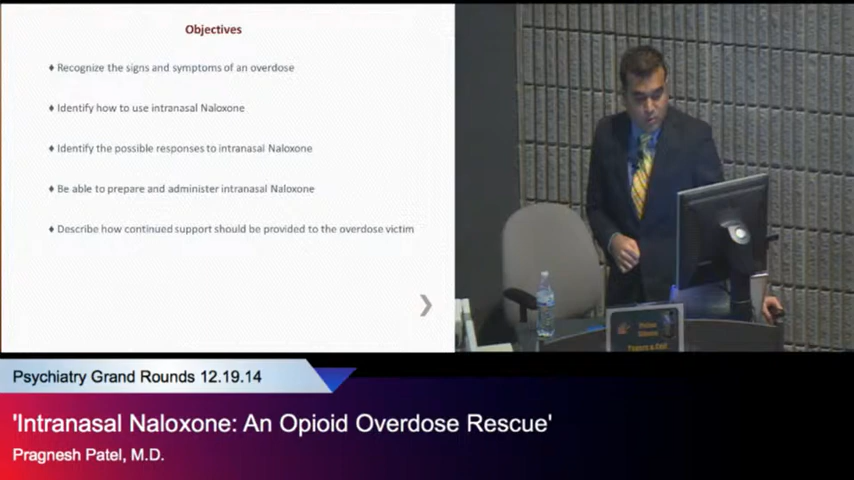 Objectives
♦ Recognize the signs and symptoms of an overdose
♦ Identify how to use intranasal Naloxone
♦ Identify the possible responses to intranasal Naloxone
♦ Be able to prepare and administer intranasal Naloxone
♦ Describe how continued support should be provided to the overdose victim
Psychiatry Grand Rounds 12.19.14
'Intranasal Naloxone: An Opioid Overdose Rescue'
Pragnesh Patel, M.D.